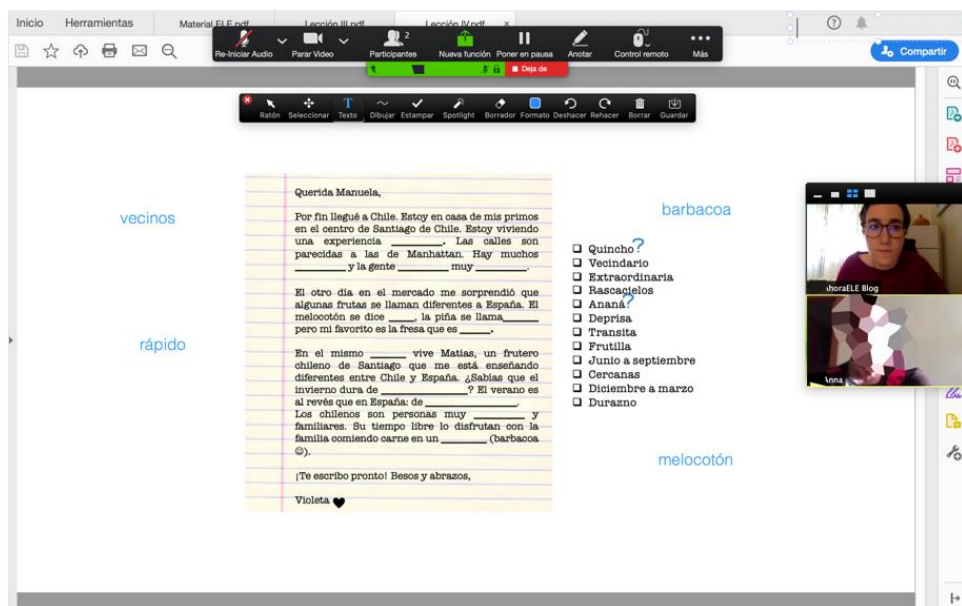 Inicio Herramientas Material ELE.pdf Lección III.pdf Lección IV.pdf ×
Re-Iniciar Audio Parar Video Participantes 2 Nueva función Poner en pausa Anotar Control remoto Más
Compartir
Deja de
Ratón Seleccionar Texto Dibujar Estampar Spotlight Borrador Formato Deshacer Rehacer Borrar Guardar
vecinos
rápido
Querida Manuela,
Por fin llegué a Chile. Estoy en casa de mis primos
en el centro de Santiago de Chile. Estoy viviendo
una experiencia ________. Las calles son
parecidas a las de Manhattan. Hay muchos
________ y la gente ________ muy ________.
El otro día en el mercado me sorprendió que
algunas frutas se llaman diferentes a España. El
melocotón se dice ____, la piña se llama______
pero mi favorito es la fresa que es _____.
En el mismo _____ vive Matías, un frutero
chileno de Santiago que me está enseñando
diferentes entre Chile y España. ¿Sabías que el
invierno dura de ______________? El verano es
al revés que en España: de _______________.
Los chilenos son personas muy ________ y
familiares. Su tiempo libre lo disfrutan con la
familia comiendo carne en un _______ (barbacoa
☺).
¡Te escribo pronto! Besos y abrazos,
Violeta ♥
barbacoa
Quincho?
Vecindario
Extraordinaria
Rascacielos
Ananá?
Deprisa
Transita
Frutilla
Junio a septiembre
Cercanas
Diciembre a marzo
Durazno
melocotón
AhoraELE Blog
Anna